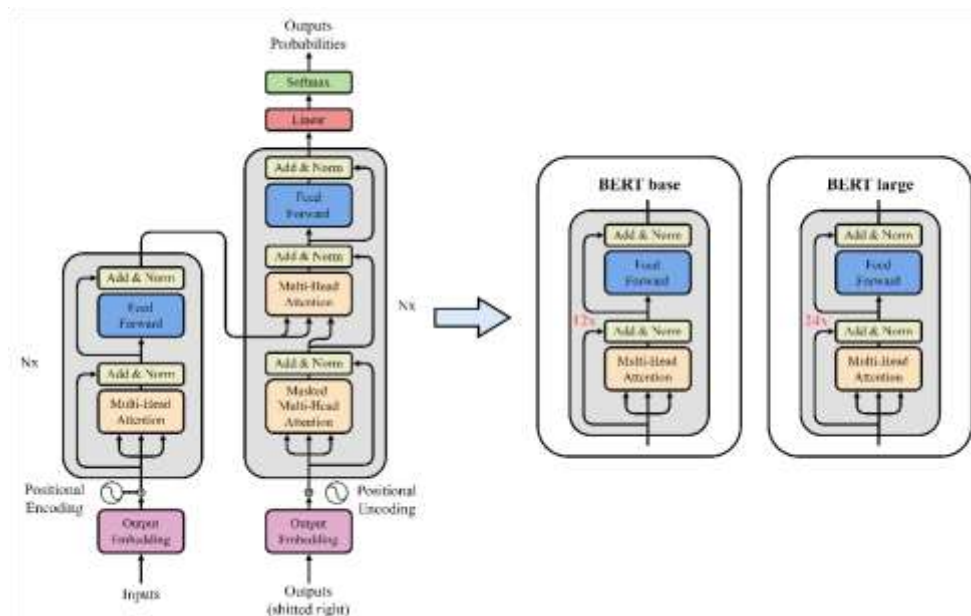 Outputs
Probabilities
Softmax
Linear
Add & Norm
Feed
Forward
Add & Norm
Multi-Head
Attention
Nx
Add & Norm
Masked
Multi-Head
Attention
Positional
Encoding
Output
Embedding
Outputs
(shifted right)
Add & Norm
Feed
Forward
Nx
Add & Norm
Multi-Head
Attention
Positional
Encoding
Output
Embedding
Inputs
BERT base
Add & Norm
Feed
Forward
12x
Add & Norm
Multi-Head
Attention
BERT large
Add & Norm
Feed
Forward
24x
Add & Norm
Multi-Head
Attention